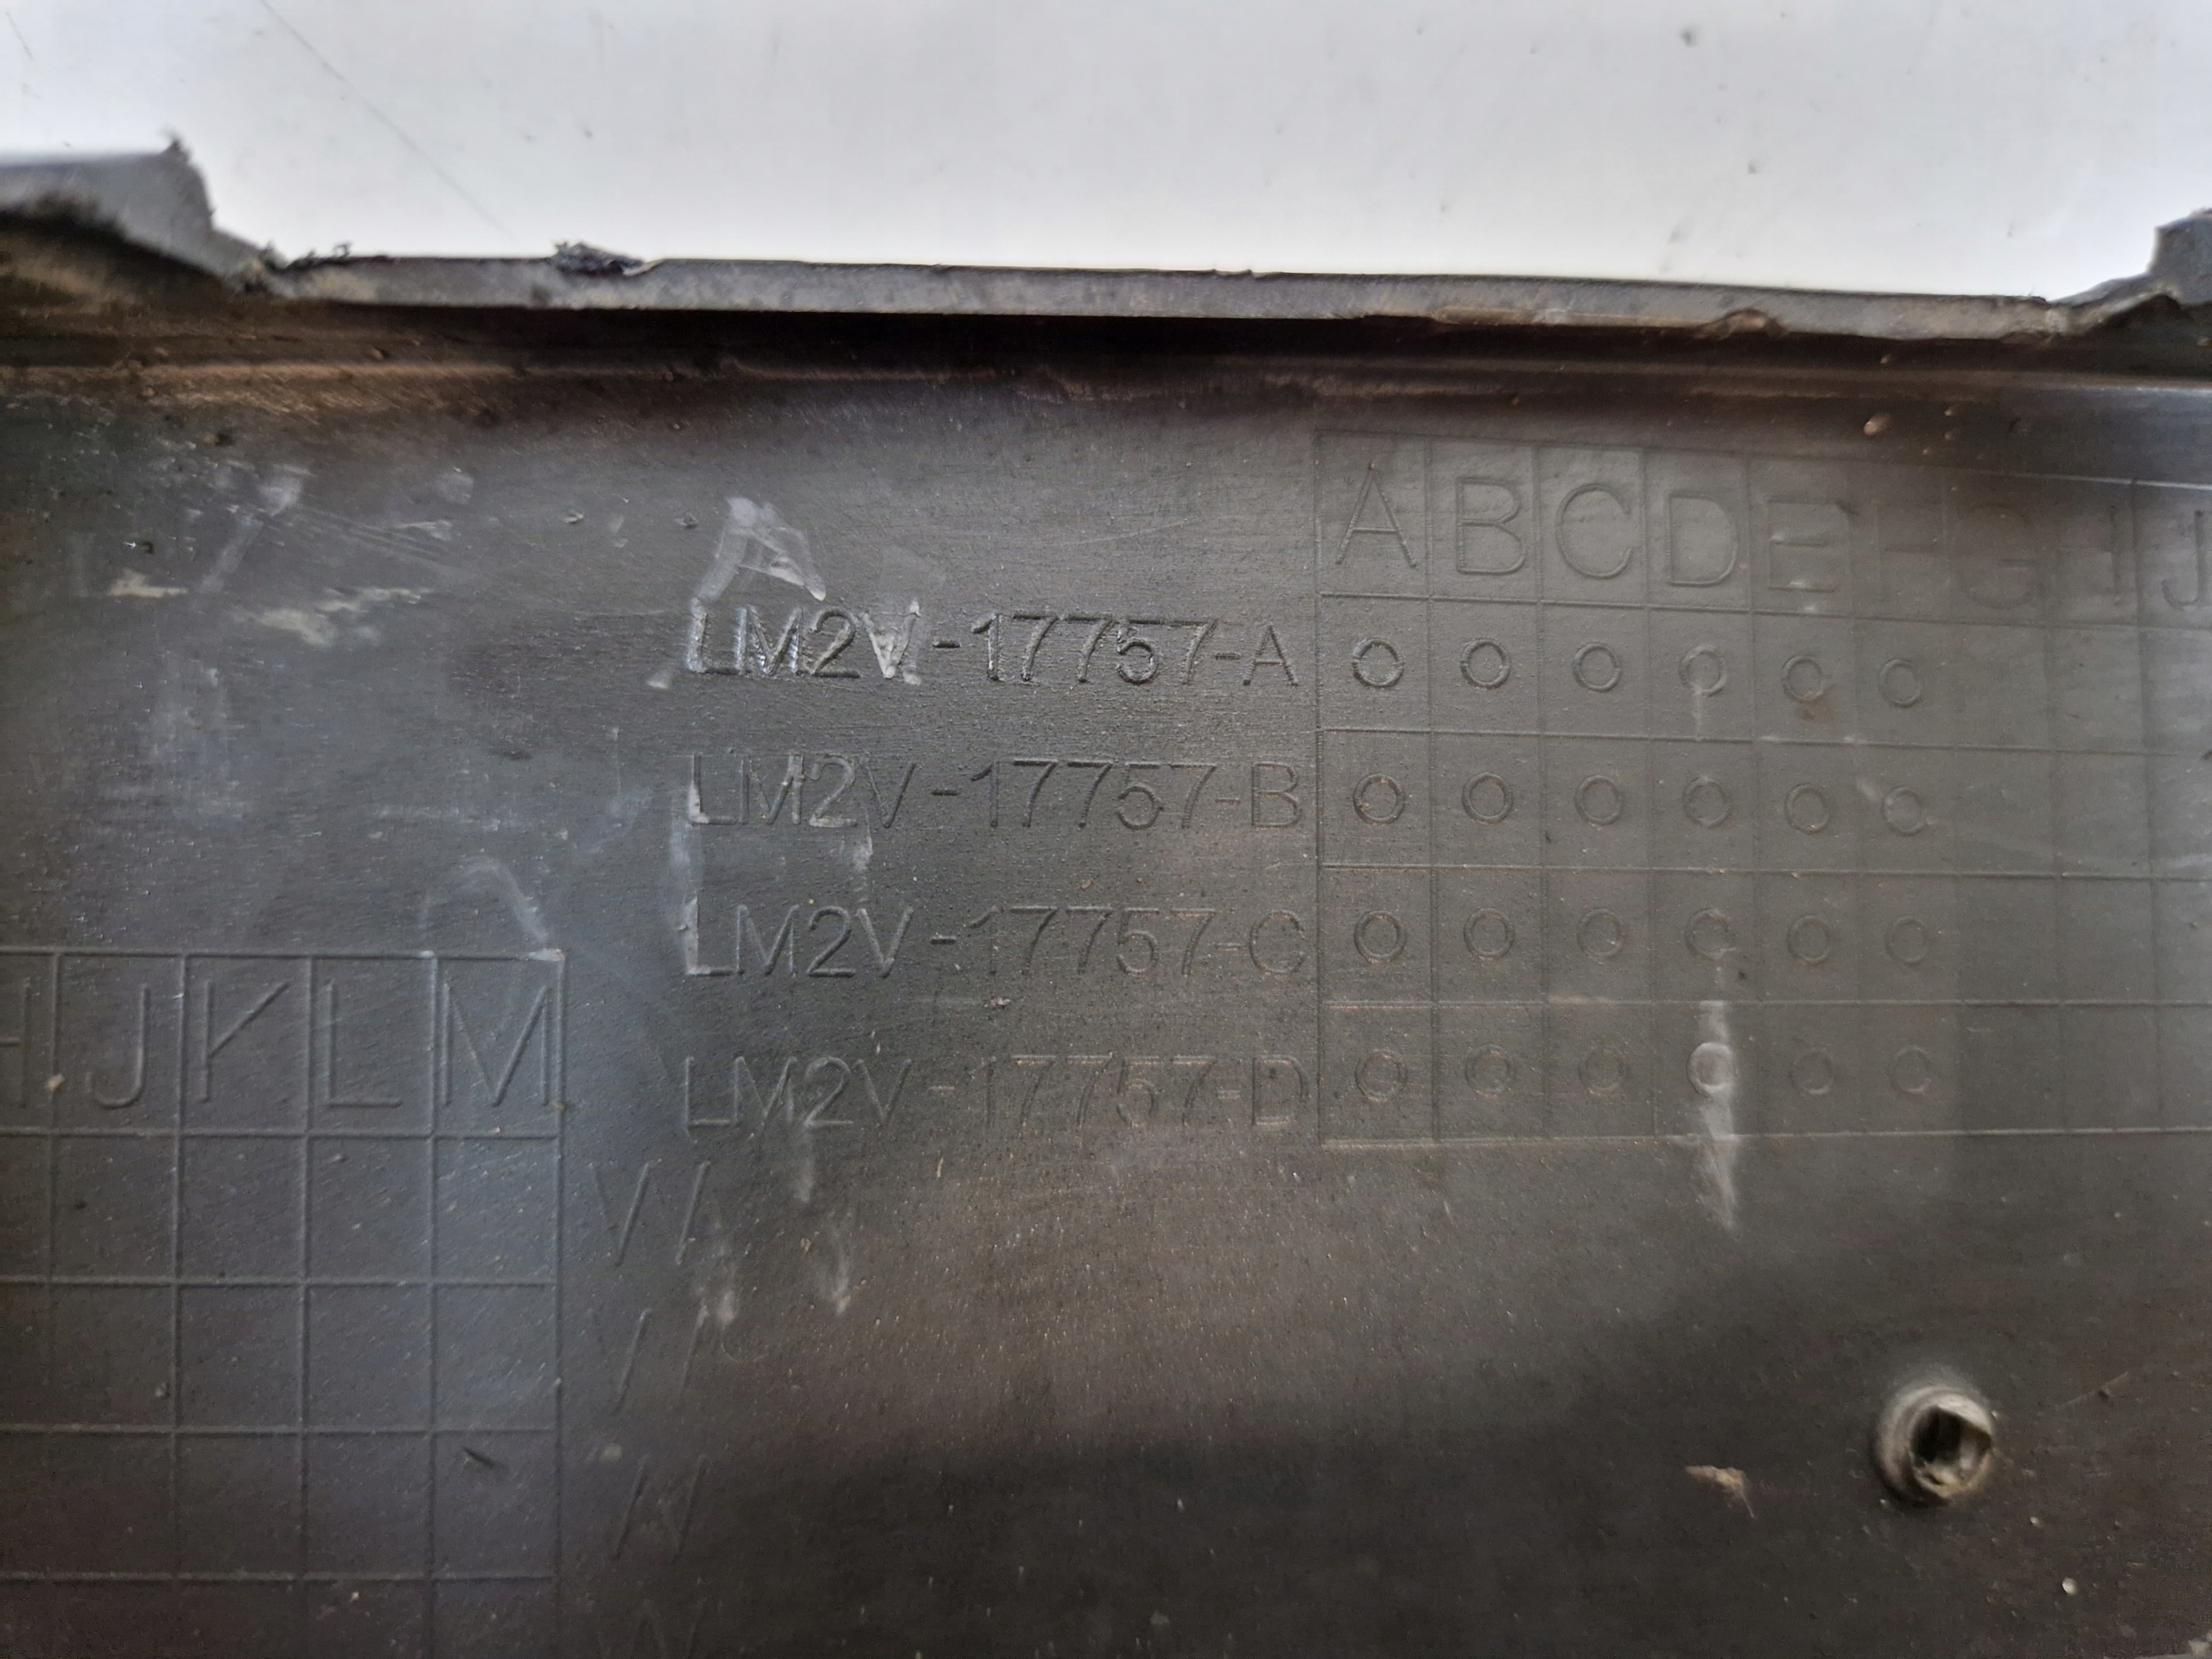 A B C D E F G H J
LM2V-17757-A
LM2V-17757-B
LM2V-17757-C
LM2V-17757-D
H J K L M